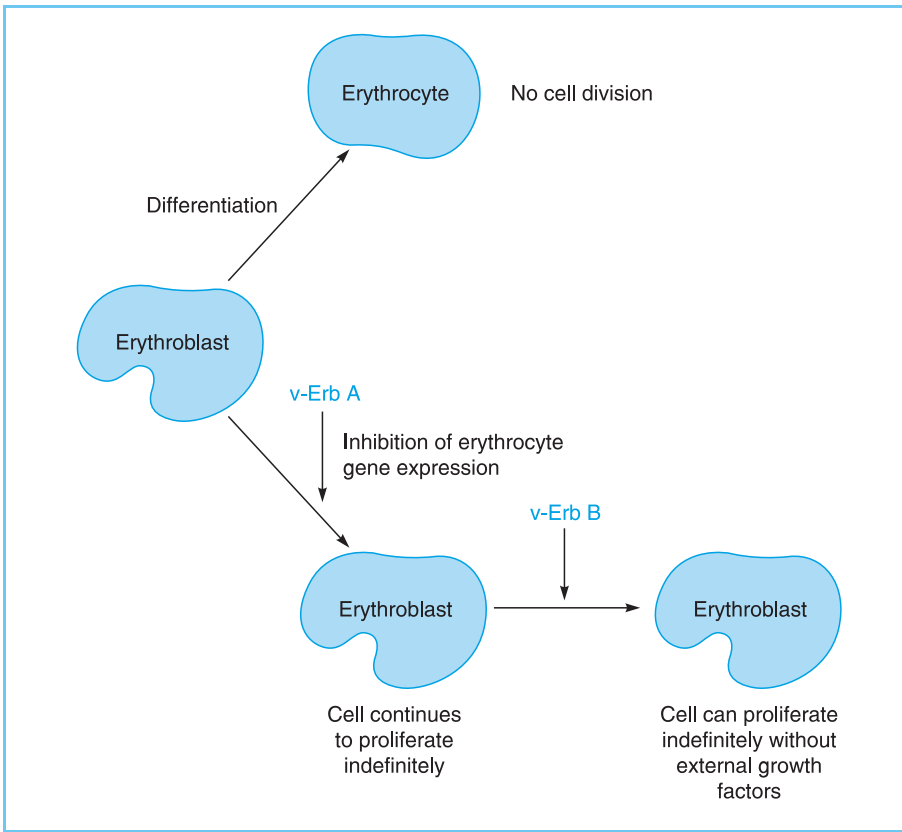 Erythrocyte
No cell division
Differentiation
Erythroblast
v-Erb A
Inhibition of erythrocyte
gene expression
v-Erb B
Erythroblast
Erythroblast
Cell continues
to proliferate
indefinitely
Cell can proliferate
indefinitely without
external growth
factors